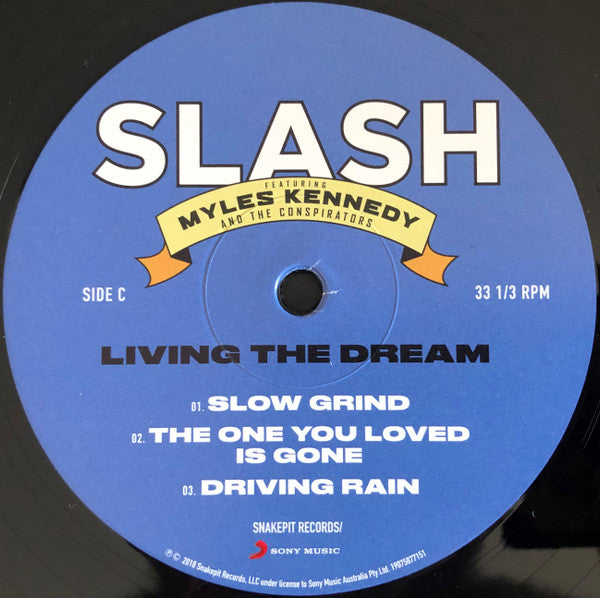 SLASH
FEATURING
MYLES KENNEDY
AND THE CONSPIRATORS
SIDE C
33 1/3 RPM
LIVING THE DREAM
01. SLOW GRIND
02. THE ONE YOU LOVED
IS GONE
03. DRIVING RAIN
SNAKEPIT RECORDS/
SONY MUSIC
℗ © 2018 Snakepit Records, LLC under license to Sony Music Australia Pty Ltd. 19075877151